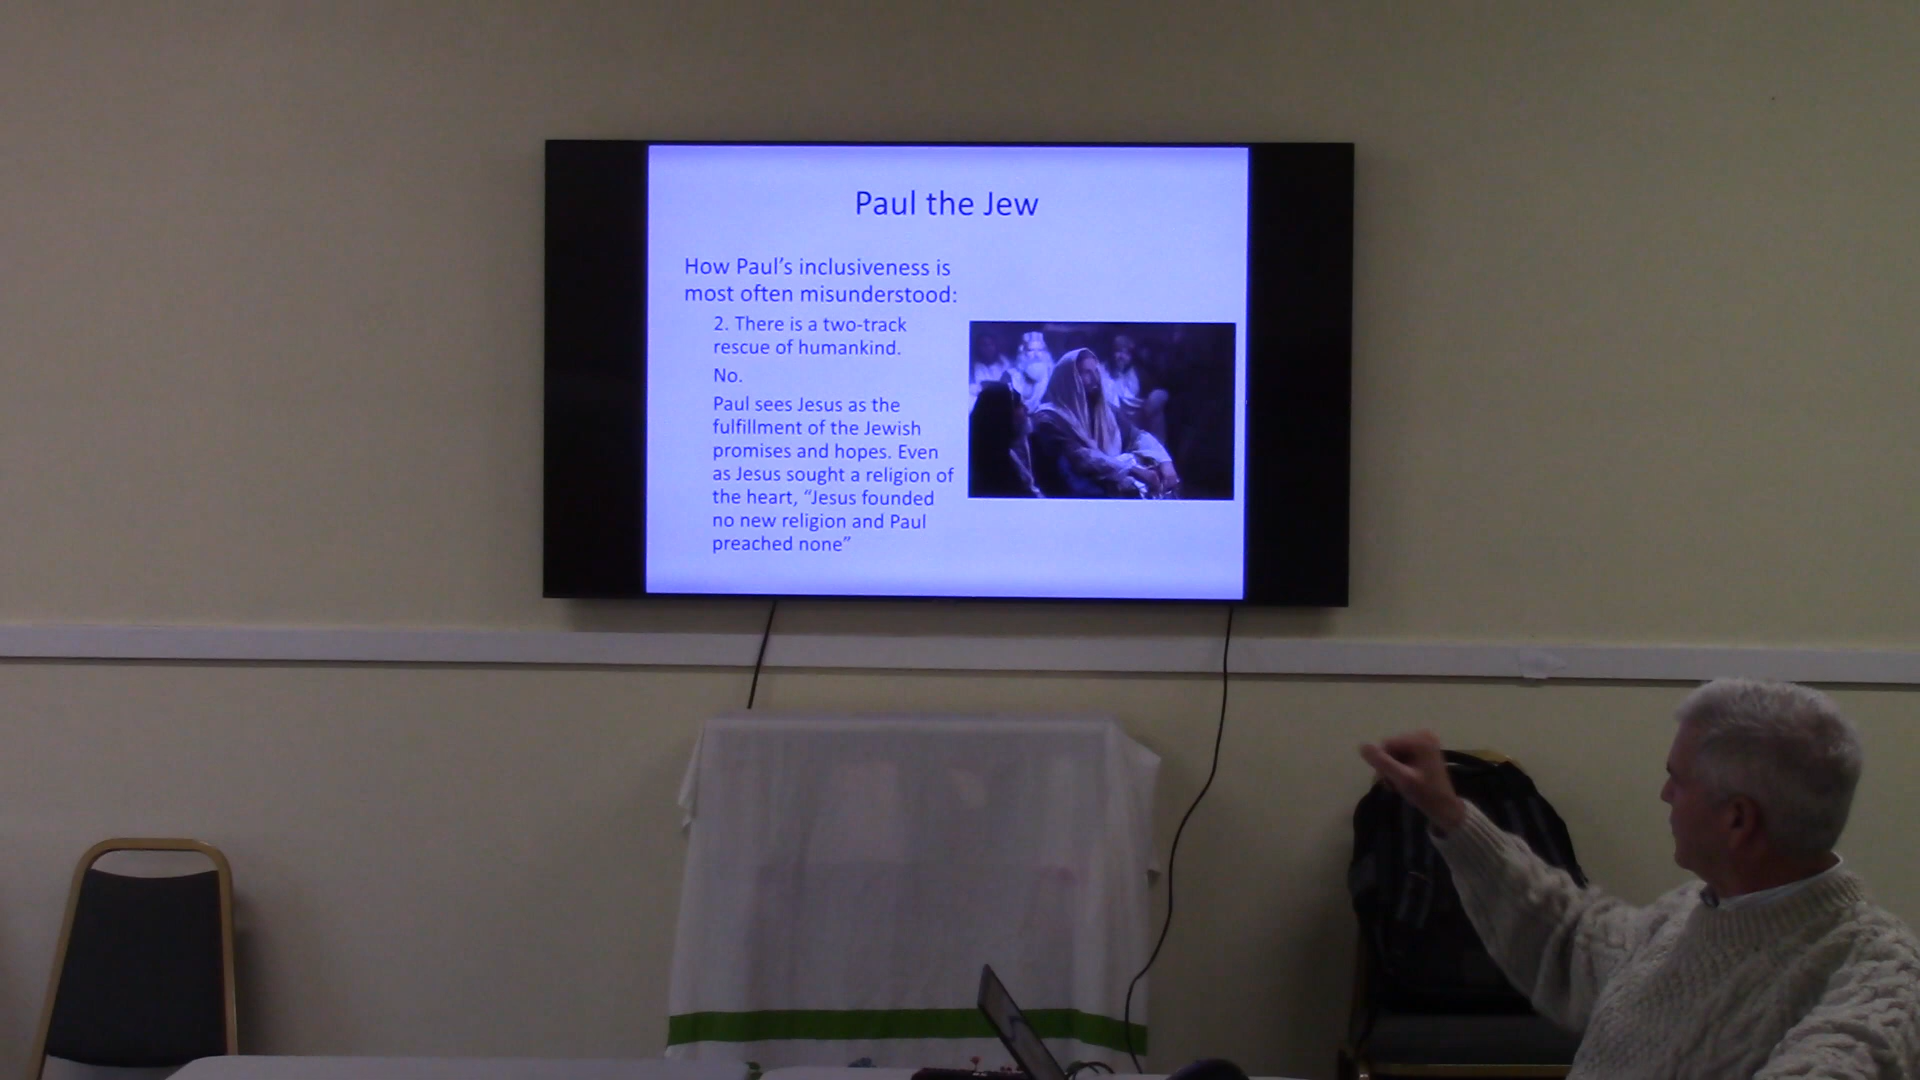 Paul the Jew
How Paul’s inclusiveness is
most often misunderstood:
2. There is a two-track
rescue of humankind.
No.
Paul sees Jesus as the
fulfillment of the Jewish
promises and hopes. Even
as Jesus sought a religion of
the heart, “Jesus founded
no new religion and Paul
preached none”